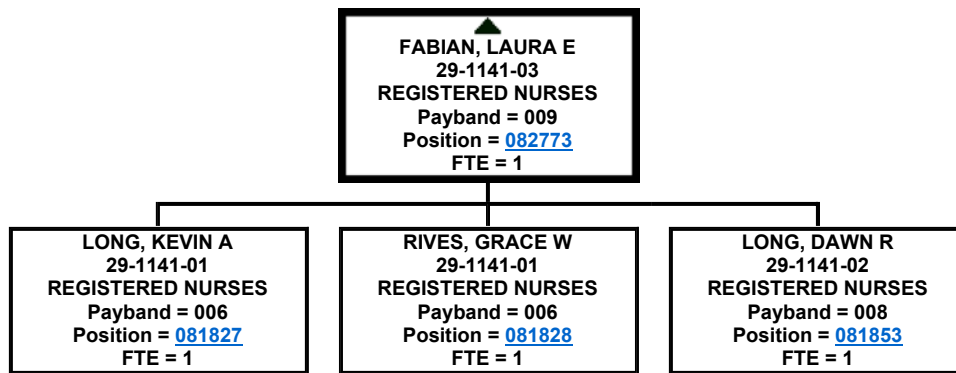 FABIAN, LAURA E
29-1141-03
REGISTERED NURSES
Payband = 009
Position = 082773
FTE = 1
LONG, KEVIN A
29-1141-01
REGISTERED NURSES
Payband = 006
Position = 081827
FTE = 1
RIVES, GRACE W
29-1141-01
REGISTERED NURSES
Payband = 006
Position = 081828
FTE = 1
LONG, DAWN R
29-1141-02
REGISTERED NURSES
Payband = 008
Position = 081853
FTE = 1